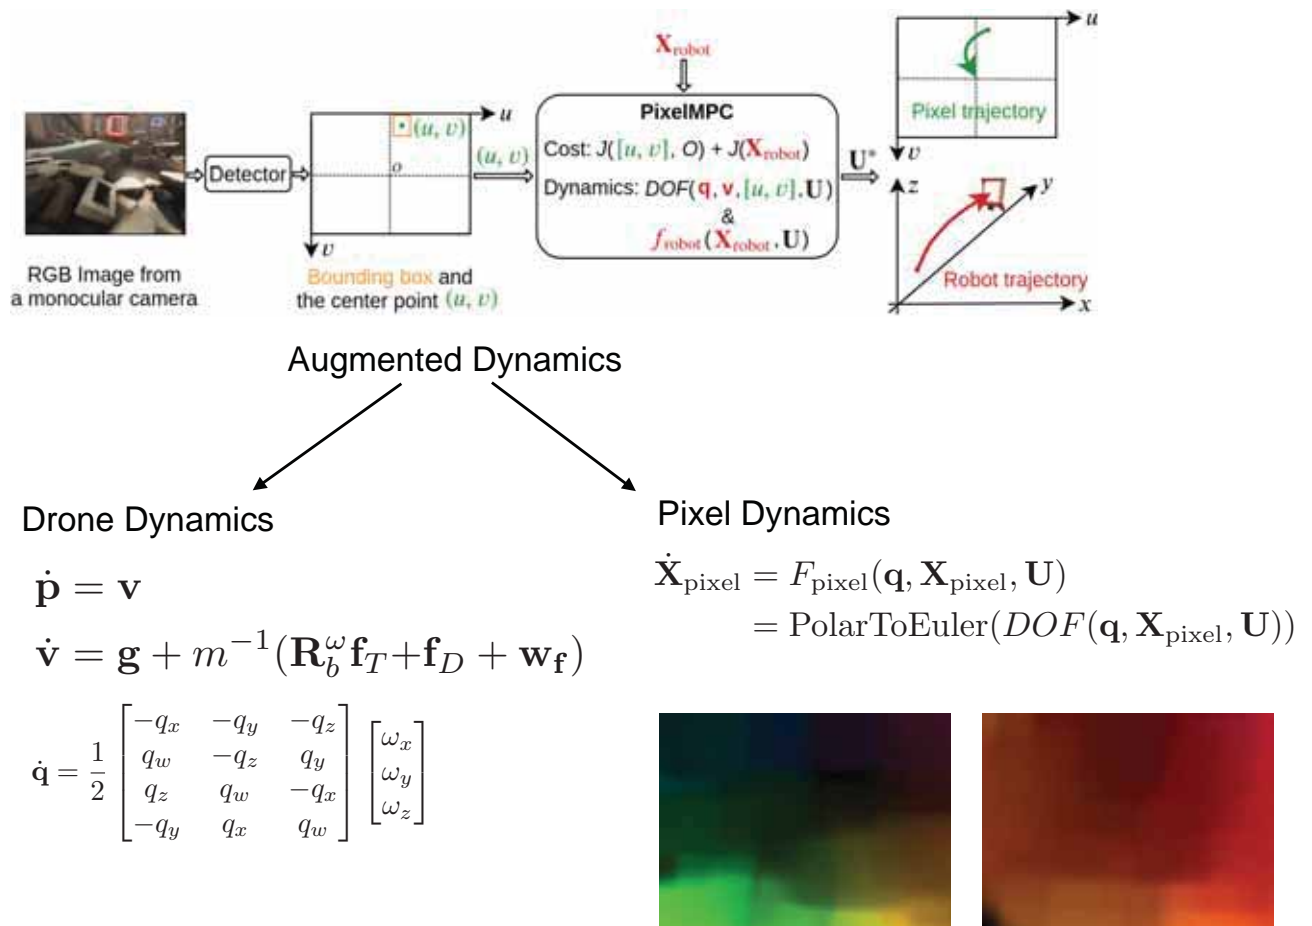 RGB Image from
a monocular camera
Detector
u
(u, v)
o
v
Bounding box and
the center point (u, v)
(u, v)
X_robot
PixelMPC
Cost: J([u, v], O) + J(X_robot)
Dynamics: DOF(q, v, [u, v], U)
&
f_robot(X_robot, U)
U*
u
Pixel trajectory
v
z
y
Robot trajectory
x
Augmented Dynamics
Drone Dynamics
ṗ = v
v̇ = g + m⁻¹(R_b^ω f_T + f_D + w_f)
q̇ = 1/2 [−q_x −q_y −q_z; q_w −q_z q_y; q_z q_w −q_x; −q_y q_x q_w] [ω_x; ω_y; ω_z]
Pixel Dynamics
Ẋ_pixel = F_pixel(q, X_pixel, U)
= PolarToEuler(DOF(q, X_pixel, U))